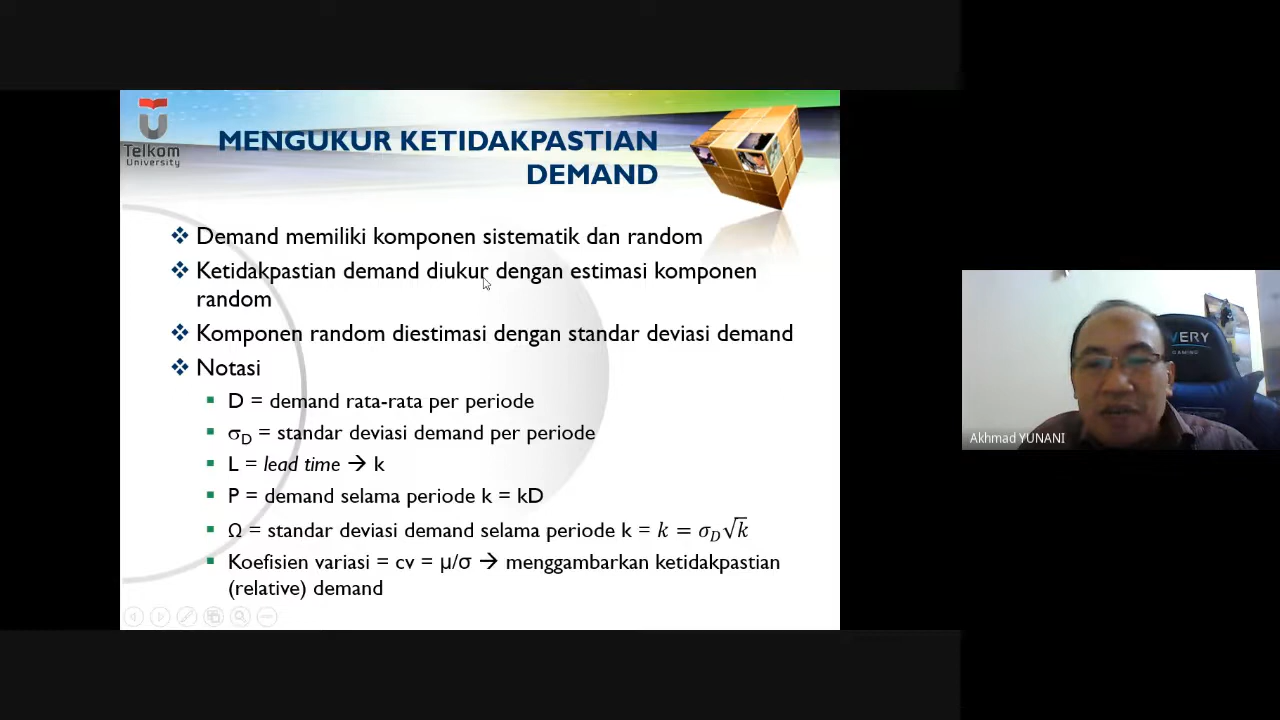 Telkom
University
MENGUKUR KETIDAKPASTIAN
DEMAND
❖ Demand memiliki komponen sistematik dan random
❖ Ketidakpastian demand diukur dengan estimasi komponen
random
❖ Komponen random diestimasi dengan standar deviasi demand
❖ Notasi
▪ D = demand rata-rata per periode
▪ σD = standar deviasi demand per periode
▪ L = lead time → k
▪ P = demand selama periode k = kD
▪ Ω = standar deviasi demand selama periode k = k = σD√k
▪ Koefisien variasi = cv = μ/σ → menggambarkan ketidakpastian
(relative) demand
VERY
GAMING
Akhmad YUNANI